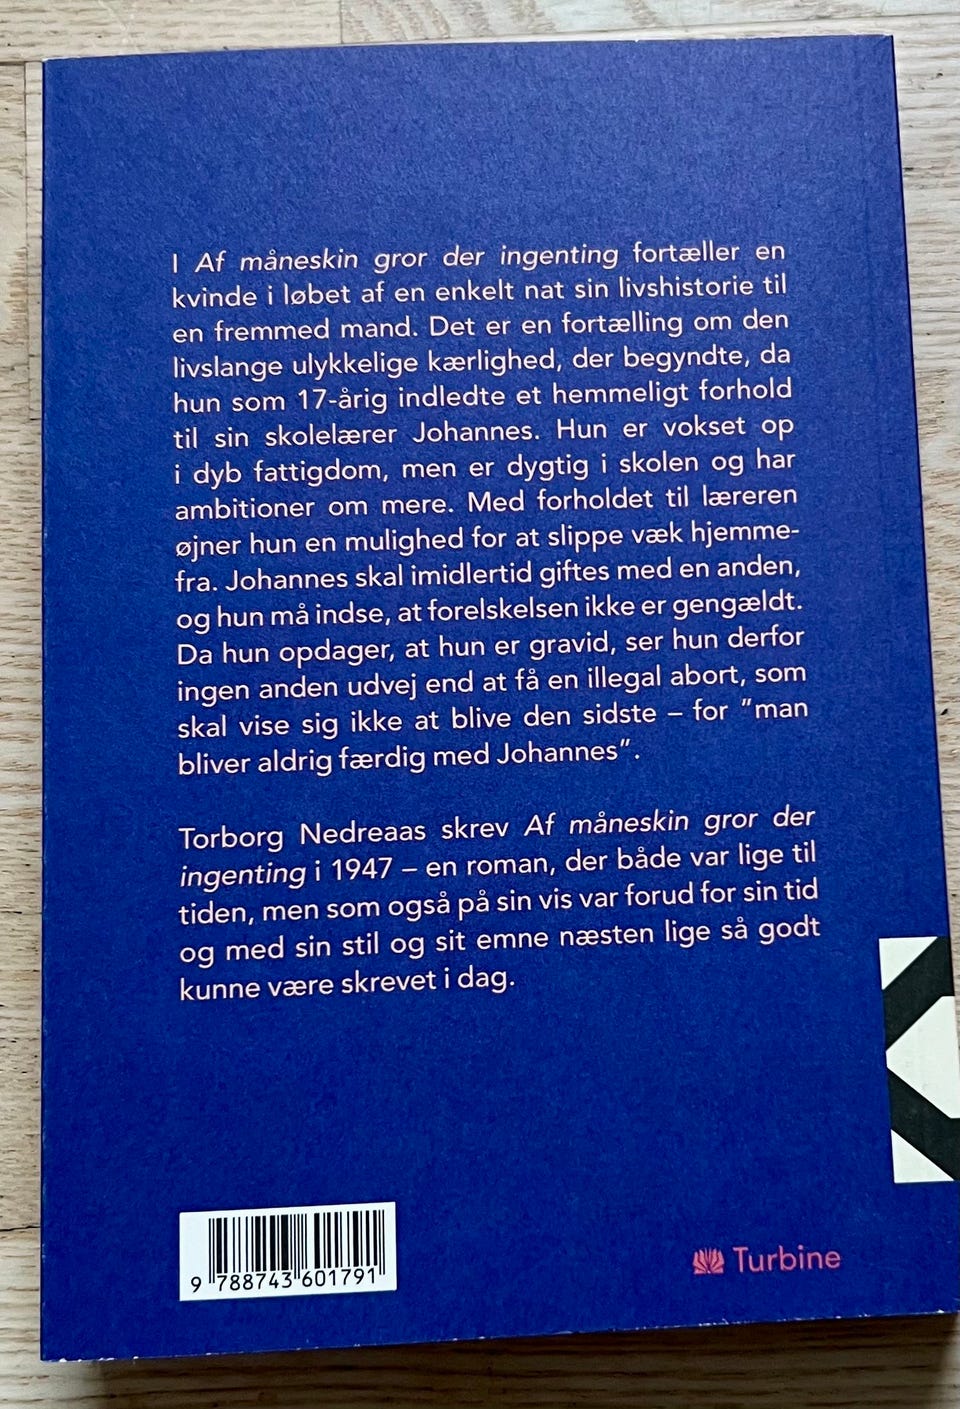 I Af måneskin gror der ingenting fortæller en
kvinde i løbet af en enkelt nat sin livshistorie til
en fremmed mand. Det er en fortælling om den
livslange ulykkelige kærlighed, der begyndte, da
hun som 17-årig indledte et hemmeligt forhold
til sin skolelærer Johannes. Hun er vokset op
i dyb fattigdom, men er dygtig i skolen og har
ambitioner om mere. Med forholdet til læreren
øjner hun en mulighed for at slippe væk hjemme-
fra. Johannes skal imidlertid giftes med en anden,
og hun må indse, at forelskelsen ikke er gengældt.
Da hun opdager, at hun er gravid, ser hun derfor
ingen anden udvej end at få en illegal abort, som
skal vise sig ikke at blive den sidste – for ”man
bliver aldrig færdig med Johannes”.
Torborg Nedreaas skrev Af måneskin gror der
ingenting i 1947 – en roman, der både var lige til
tiden, men som også på sin vis var forud for sin tid
og med sin stil og sit emne næsten lige så godt
kunne være skrevet i dag.
9 788743 601791
Turbine